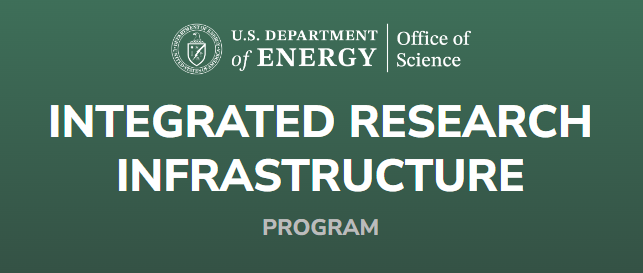 U.S. DEPARTMENT
of ENERGY
Office of
Science
INTEGRATED RESEARCH
INFRASTRUCTURE
PROGRAM